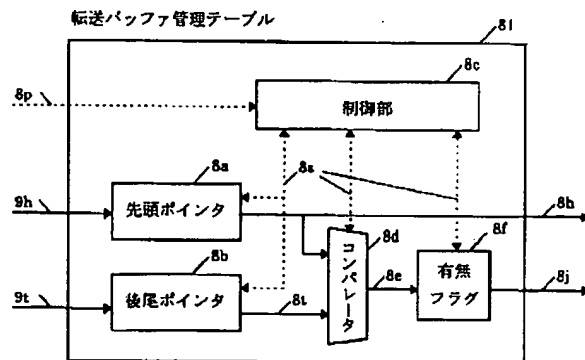 転送バッファ管理テーブル
8l
8c
制御部
8p
8a
8s
9h
先頭ポインタ
8h
8d
8f
8b
コンパレータ
8e
有無
フラグ
8j
9t
後尾ポインタ
8t